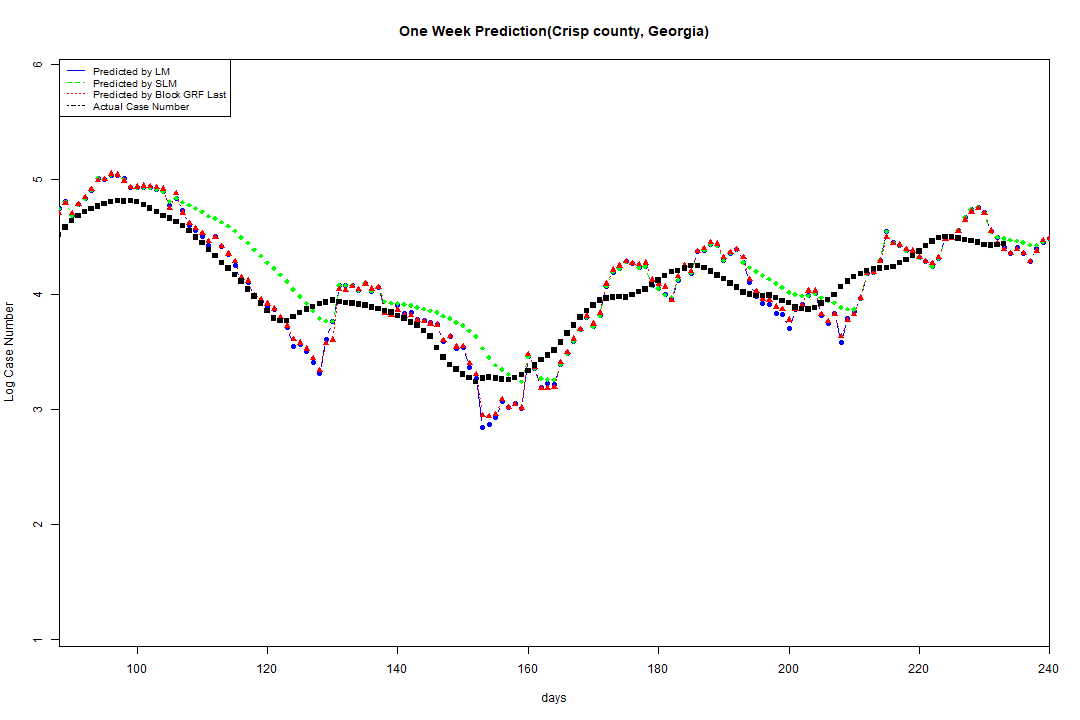 One Week Prediction(Crisp county, Georgia)
6
Predicted by LM
Predicted by SLM
Predicted by Block GRF Last
Actual Case Number
5
4
3
2
1
Log Case Number
100 120 140 160 180 200 220 240
days